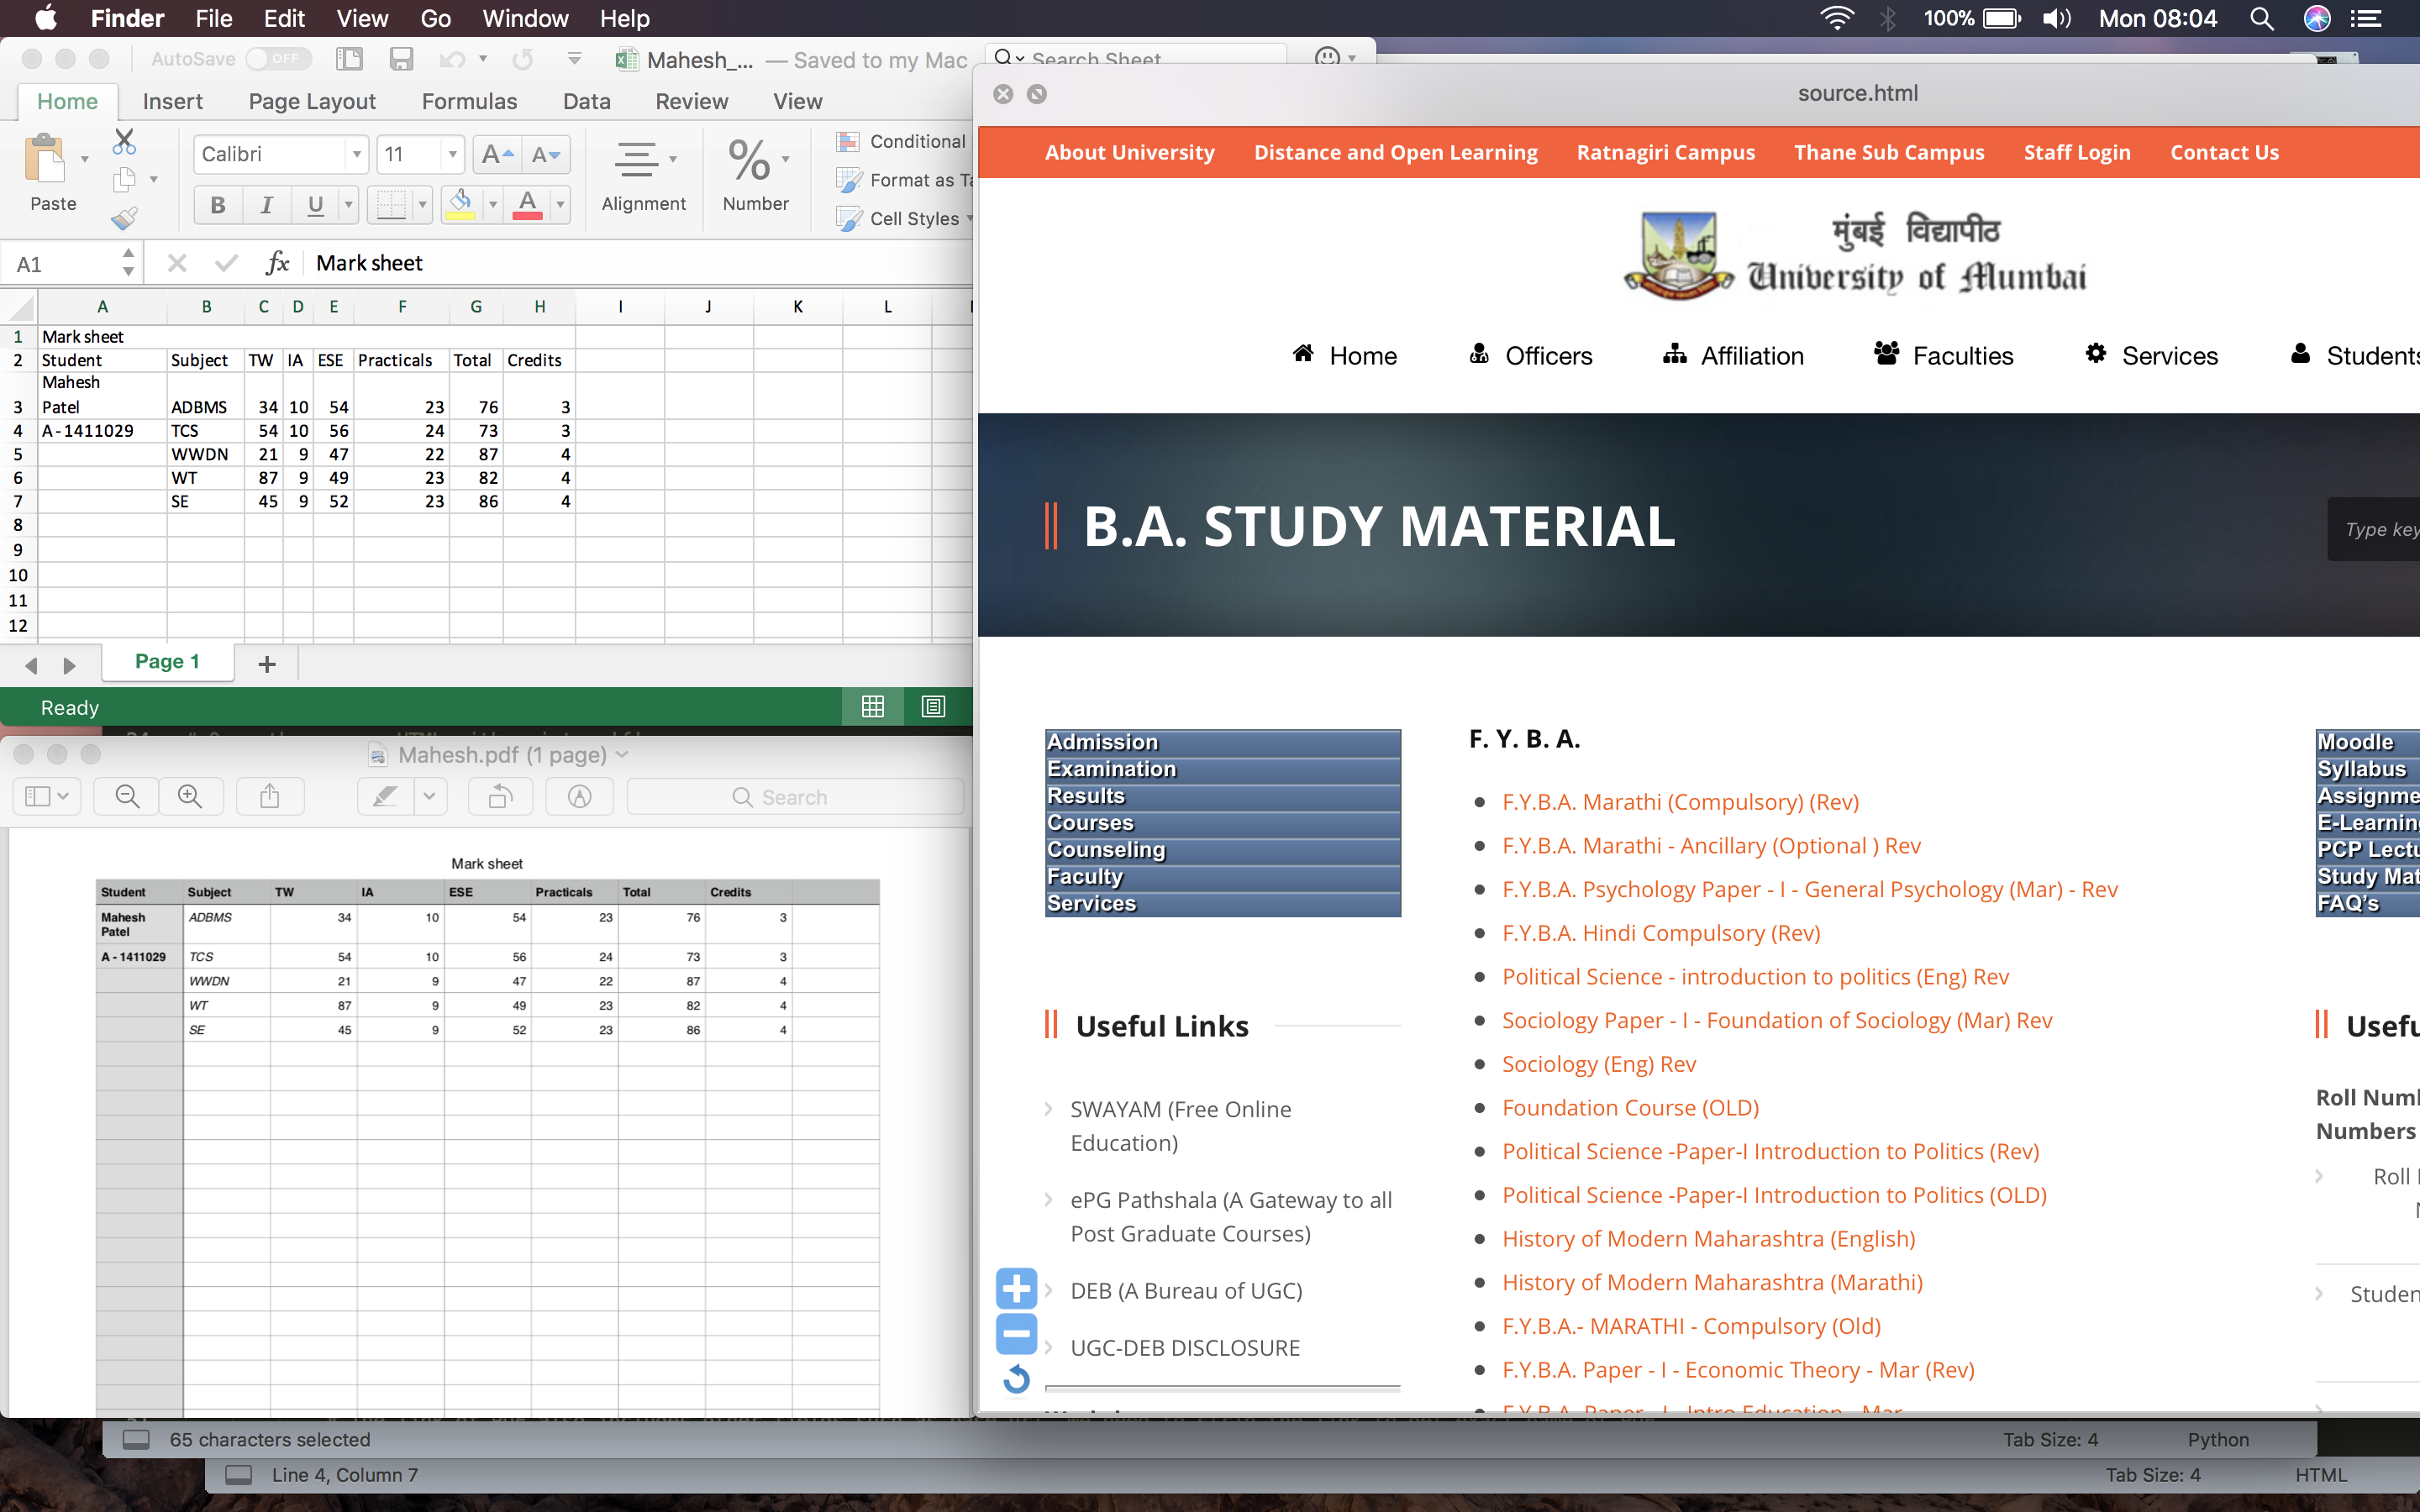 Finder File Edit View Go Window Help 100% Mon 08:04
AutoSave OFF Mahesh_... — Saved to my Mac Search Sheet
Home Insert Page Layout Formulas Data Review View
Calibri 11 Conditional
Format as Ta
Paste Alignment Number Cell Styles
A1 fx Mark sheet
A B C D E F G H I J K L
1 Mark sheet
2 Student Subject TW IA ESE Practicals Total Credits
Mahesh
3 Patel ADBMS 34 10 54 23 76 3
4 A - 1411029 TCS 54 10 56 24 73 3
5 WWDN 21 9 47 22 87 4
6 WT 87 9 49 23 82 4
7 SE 45 9 52 23 86 4
8
9
10
11
12
Page 1 +
Ready
Mahesh.pdf (1 page)
Search
Mark sheet
Student Subject TW IA ESE Practicals Total Credits
Mahesh ADBMS 34 10 54 23 76 3
Patel
A - 1411029 TCS 54 10 56 24 73 3
WWDN 21 9 47 22 87 4
WT 87 9 49 23 82 4
SE 45 9 52 23 86 4
source.html
About University Distance and Open Learning Ratnagiri Campus Thane Sub Campus Staff Login Contact Us
मुंबई विद्यापीठ
University of Mumbai
Home Officers Affiliation Faculties Services Students
B.A. STUDY MATERIAL
Type key
Admission
Examination
Results
Courses
Counseling
Faculty
Services
Useful Links
SWAYAM (Free Online
Education)
ePG Pathshala (A Gateway to all
Post Graduate Courses)
DEB (A Bureau of UGC)
UGC-DEB DISCLOSURE
F. Y. B. A.
F.Y.B.A. Marathi (Compulsory) (Rev)
F.Y.B.A. Marathi - Ancillary (Optional ) Rev
F.Y.B.A. Psychology Paper - I - General Psychology (Mar) - Rev
F.Y.B.A. Hindi Compulsory (Rev)
Political Science - introduction to politics (Eng) Rev
Sociology Paper - I - Foundation of Sociology (Mar) Rev
Sociology (Eng) Rev
Foundation Course (OLD)
Political Science -Paper-I Introduction to Politics (Rev)
Political Science -Paper-I Introduction to Politics (OLD)
History of Modern Maharashtra (English)
History of Modern Maharashtra (Marathi)
F.Y.B.A.- MARATHI - Compulsory (Old)
F.Y.B.A. Paper - I - Economic Theory - Mar (Rev)
F.Y.B.A. Paper - I - Intro Education - Mar
Moodle
Syllabus
Assignme
E-Learning
PCP Lectu
Study Mat
FAQ's
Usefu
Roll Numb
Numbers
Roll
Studen
65 characters selected Tab Size: 4 Python
Line 4, Column 7 Tab Size: 4 HTML